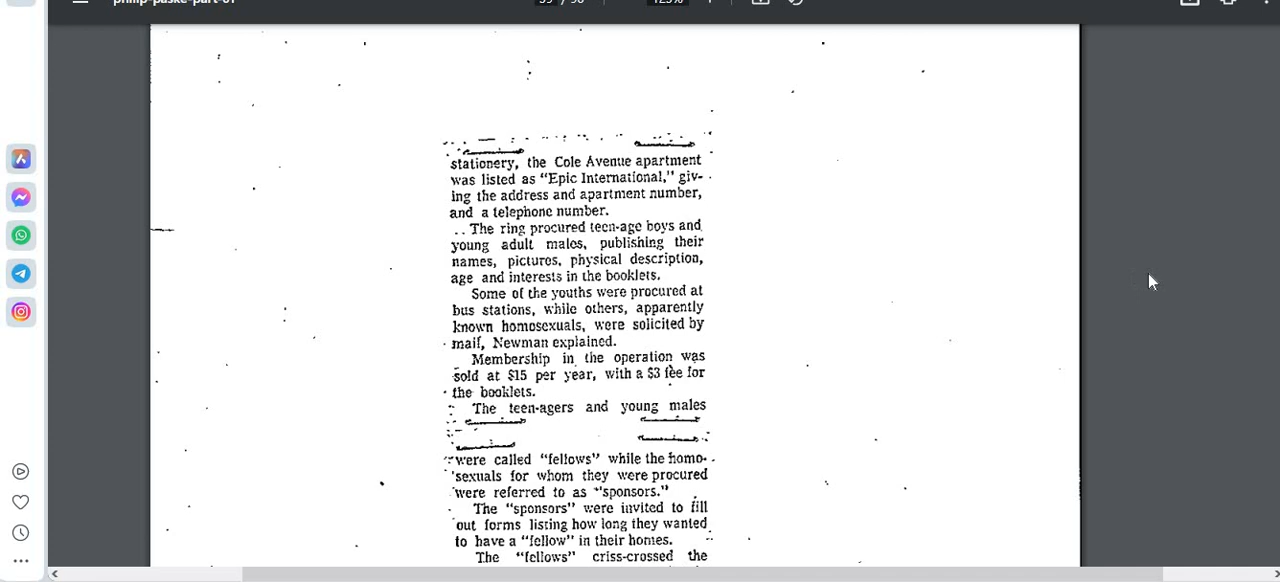 stationery, the Cole Avenue apartment
was listed as "Epic International," giv-
ing the address and apartment number,
and a telephone number.
The ring procured teen-age boys and
young adult males, publishing their
names, pictures, physical description,
age and interests in the booklets.
Some of the youths were procured at
bus stations, while others, apparently
known homosexuals, were solicited by
mail, Newman explained.
Membership in the operation was
sold at $15 per year, with a $3 fee for
the booklets.
The teen-agers and young males
were called "fellows" while the homo-
sexuals for whom they were procured
were referred to as "sponsors."
The "sponsors" were invited to fill
out forms listing how long they wanted
to have a "fellow" in their homes.
The "fellows" criss-crossed the